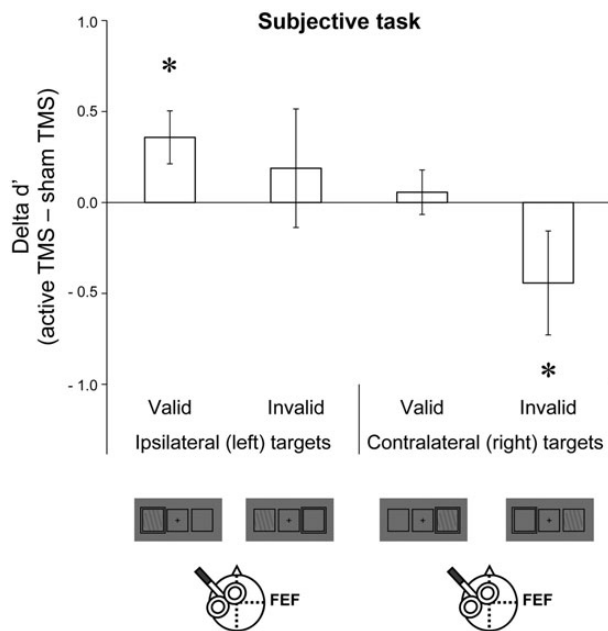 Subjective task
Delta d'
(active TMS – sham TMS)
1.0
0.5
0.0
- 0.5
- 1.0
*
*
Valid Invalid Valid Invalid
Ipsilateral (left) targets Contralateral (right) targets
FEF FEF